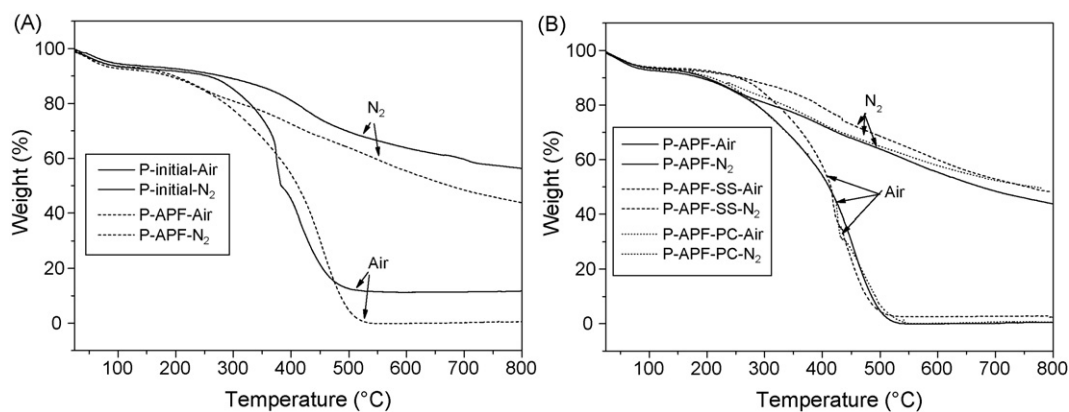 (A)
100
80
60
40
20
0
Weight (%)
N2
Air
P-initial-Air
P-initial-N2
P-APF-Air
P-APF-N2
100 200 300 400 500 600 700 800
Temperature (°C)
(B)
100
80
60
40
20
0
Weight (%)
N2
Air
P-APF-Air
P-APF-N2
P-APF-SS-Air
P-APF-SS-N2
P-APF-PC-Air
P-APF-PC-N2
100 200 300 400 500 600 700 800
Temperature (°C)